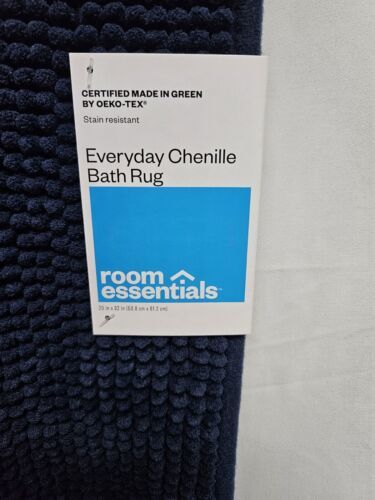 CERTIFIED MADE IN GREEN
BY OEKO-TEX®
Stain resistant
Everyday Chenille
Bath Rug
room
essentials™
20 in x 32 in (50.8 cm x 81.2 cm)